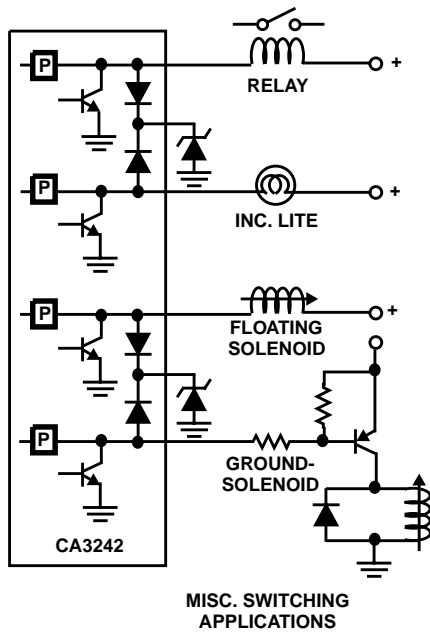 P
+
RELAY
P
+
INC. LITE
P
+
FLOATING
SOLENOID
P
GROUND-
SOLENOID
CA3242
MISC. SWITCHING
APPLICATIONS